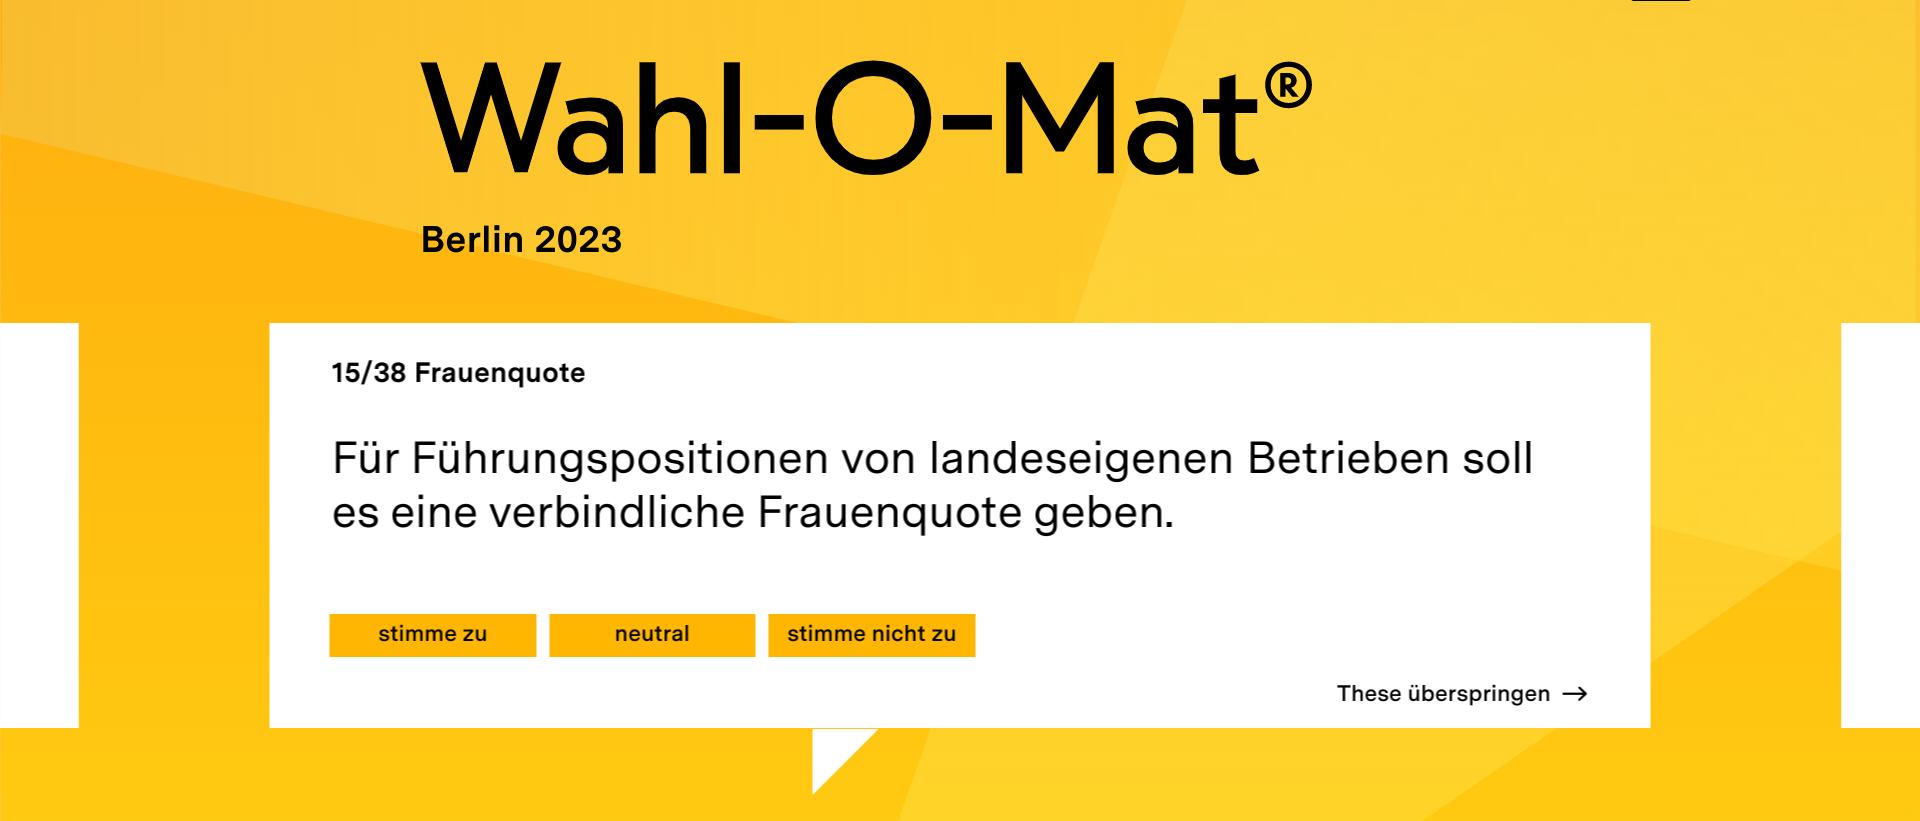 Wahl-O-Mat®
Berlin 2023
15/38 Frauenquote
Für Führungspositionen von landeseigenen Betrieben soll
es eine verbindliche Frauenquote geben.
stimme zu
neutral
stimme nicht zu
These überspringen →